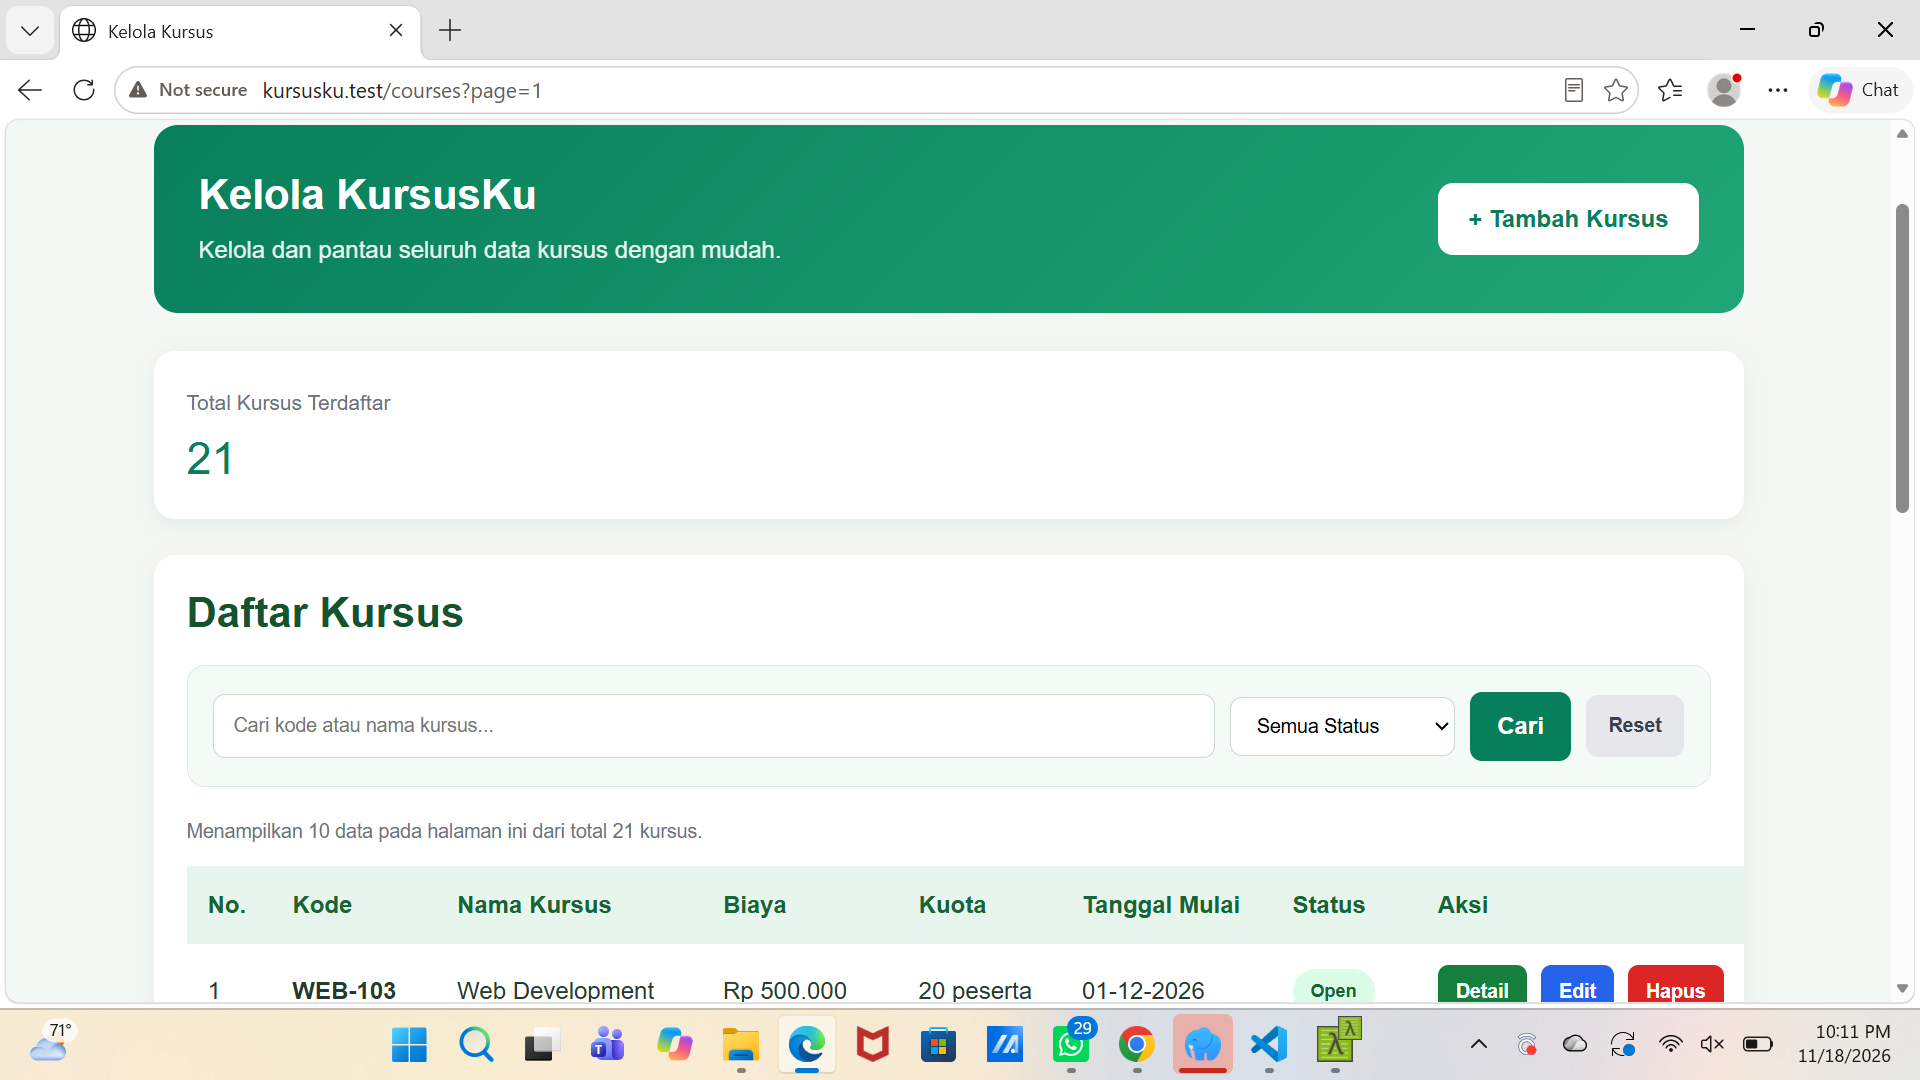 Kelola Kursus
Not secure kursusku.test/courses?page=1
Chat
Kelola KursusKu
Kelola dan pantau seluruh data kursus dengan mudah.
+ Tambah Kursus
Total Kursus Terdaftar
21
Daftar Kursus
Cari kode atau nama kursus...
Semua Status
Cari
Reset
Menampilkan 10 data pada halaman ini dari total 21 kursus.
No. Kode Nama Kursus Biaya Kuota Tanggal Mulai Status Aksi
1 WEB-103 Web Development Rp 500.000 20 peserta 01-12-2026 Open Detail Edit Hapus
71°
T
29
λ
λ
10:11 PM
11/18/2026